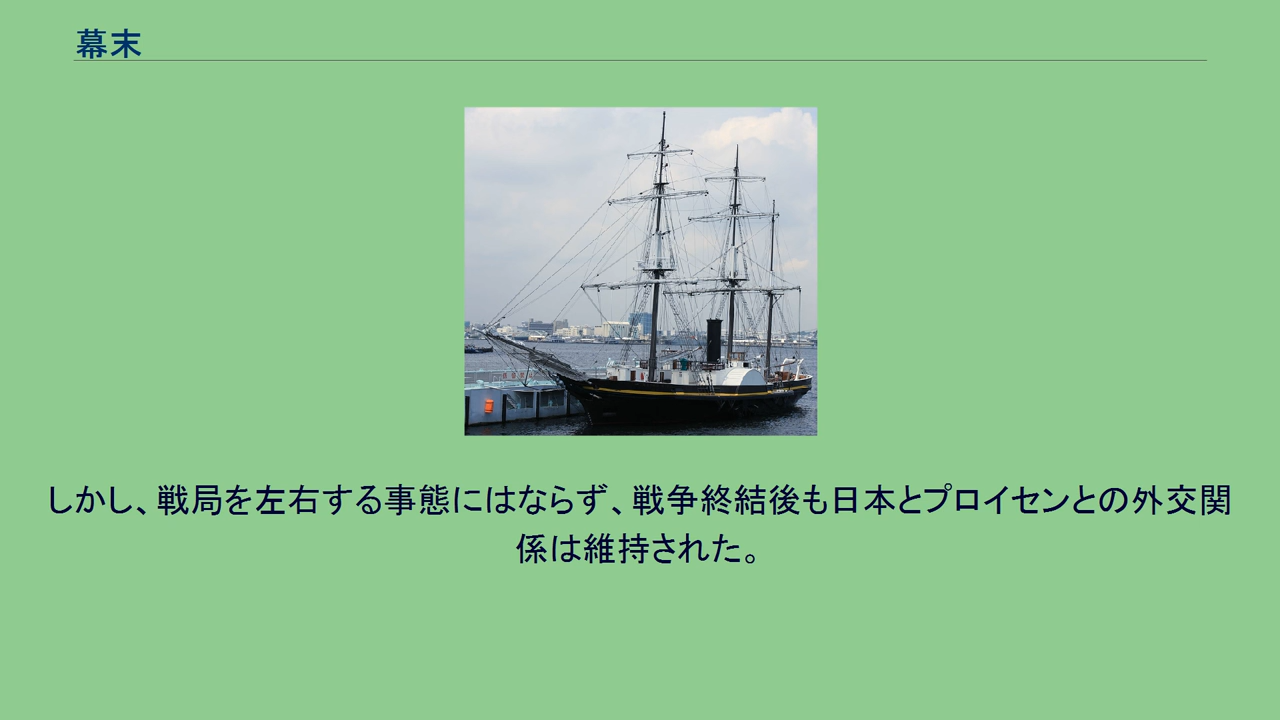 幕末
しかし、戦局を左右する事態にはならず、戦争終結後も日本とプロイセンとの外交関
係は維持された。